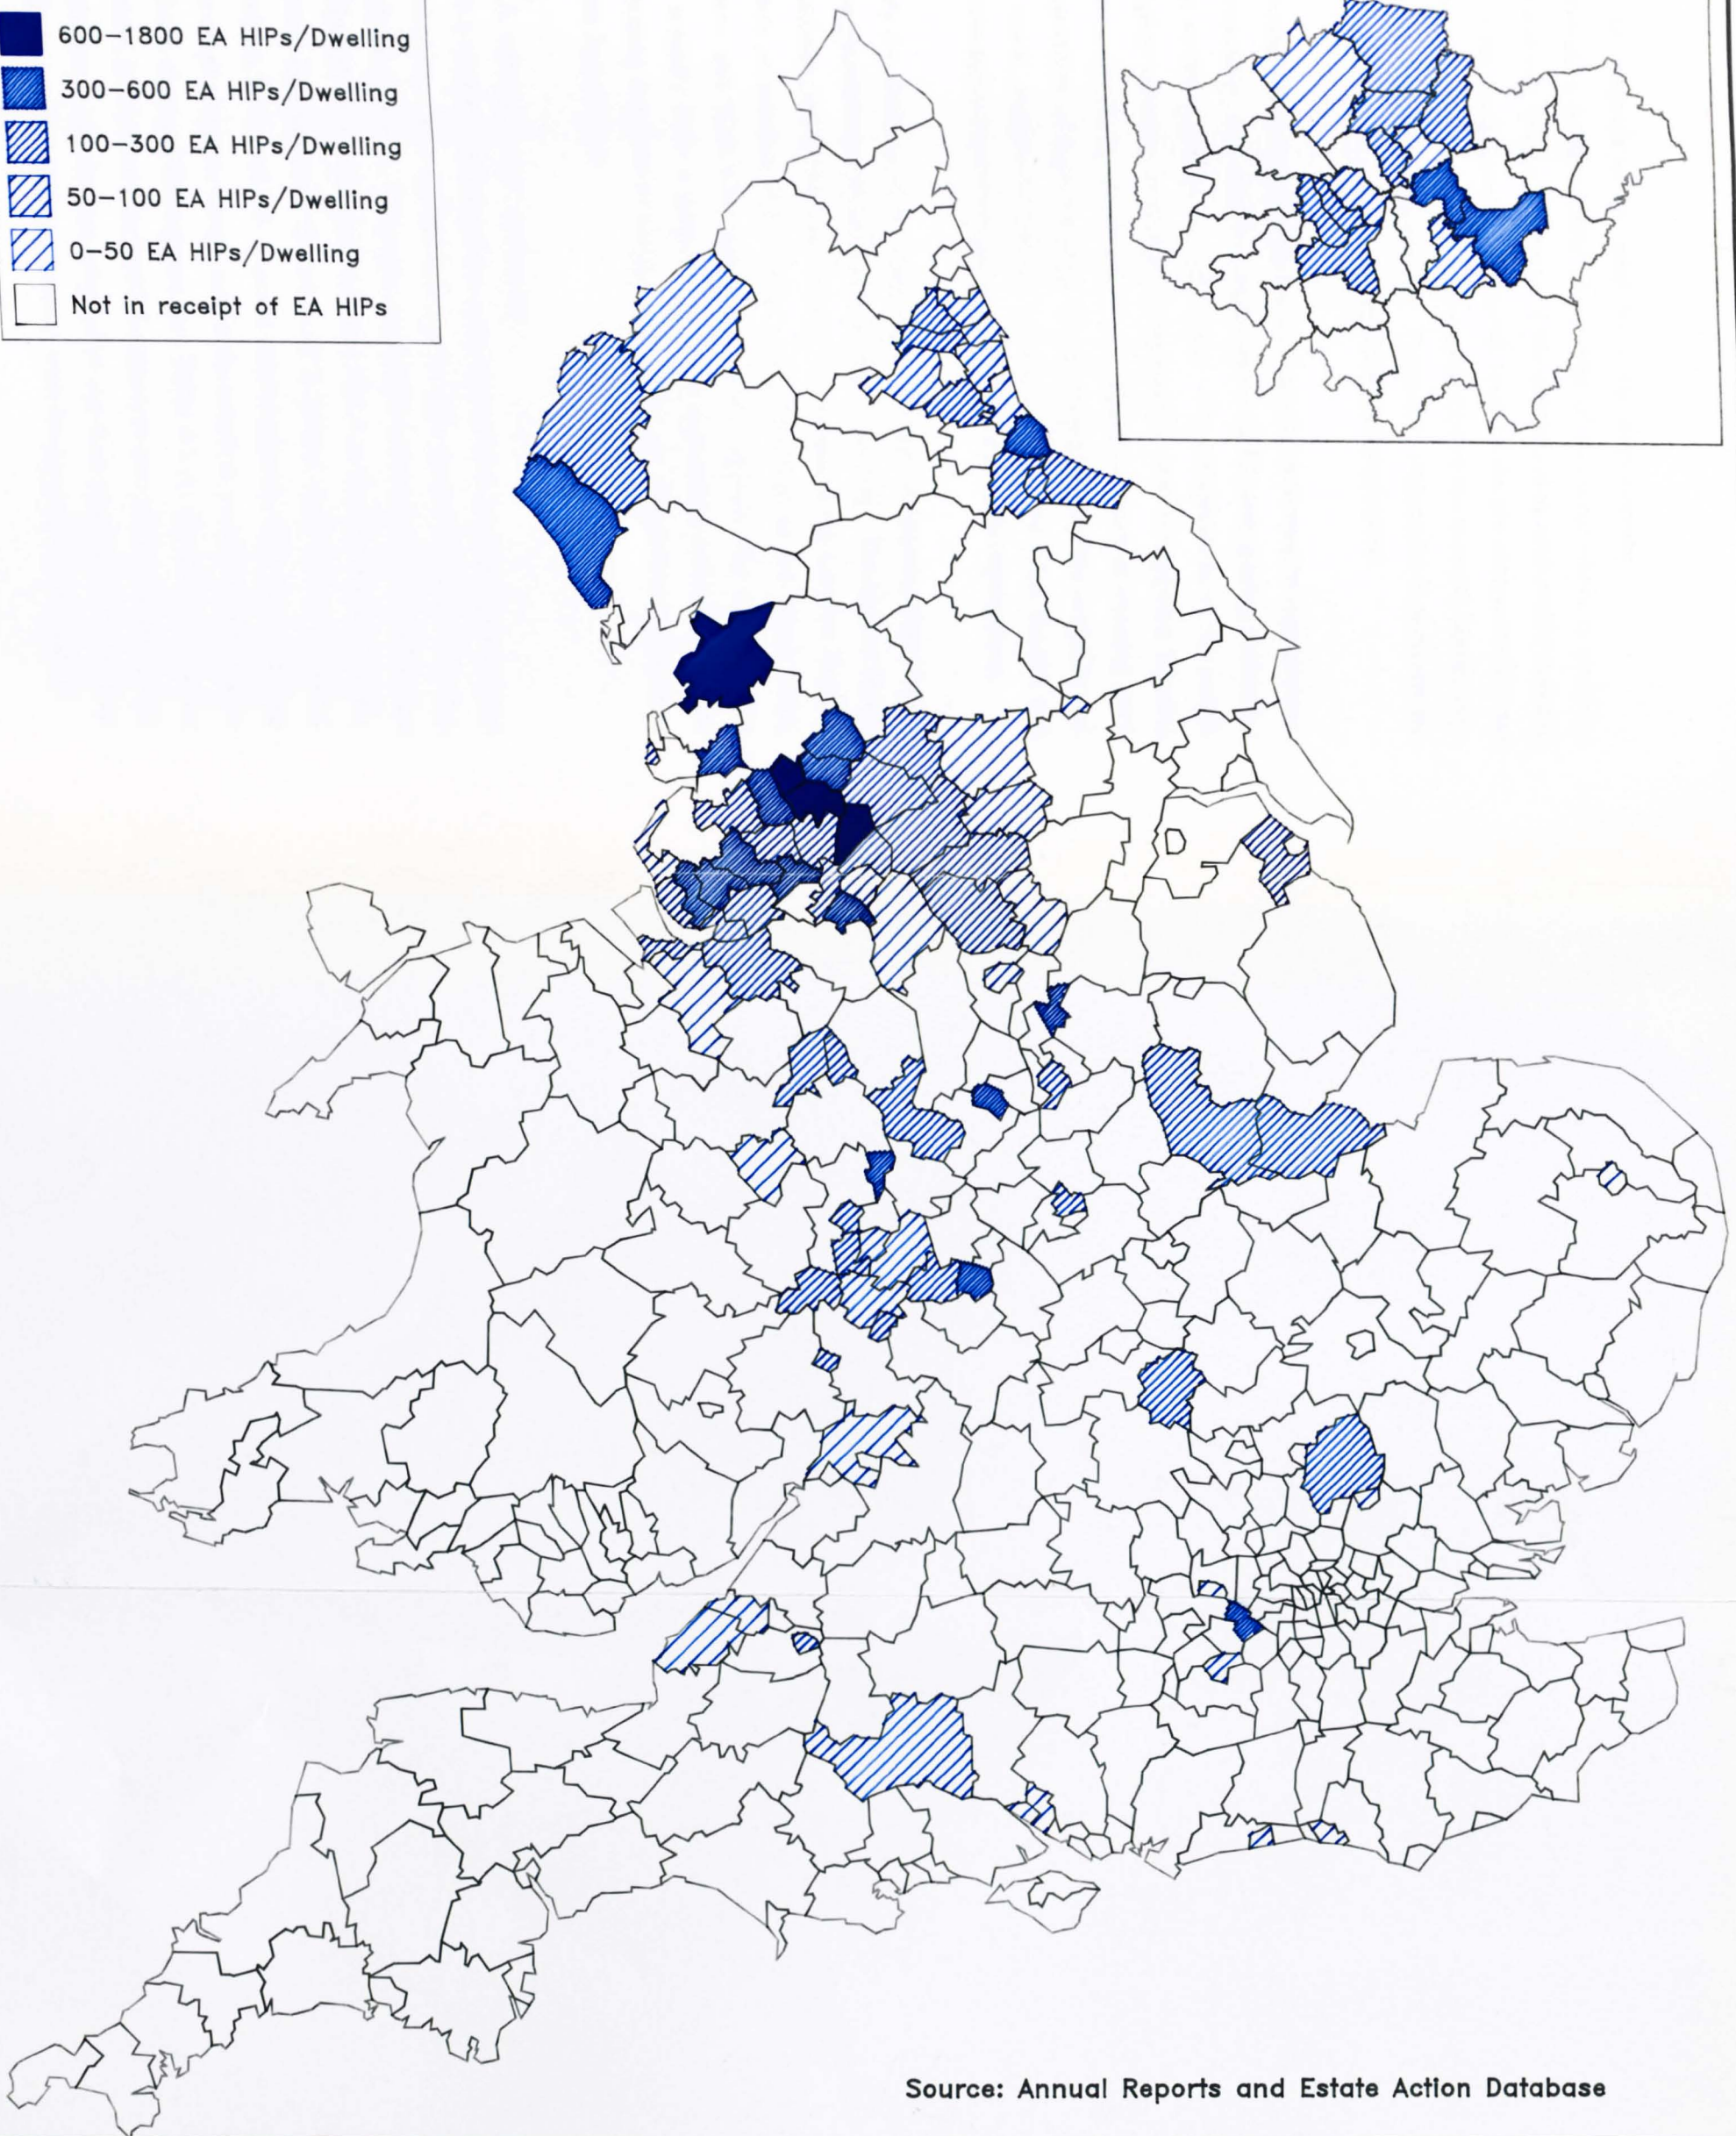 600–1800 EA HIPs/Dwelling
300–600 EA HIPs/Dwelling
100–300 EA HIPs/Dwelling
50–100 EA HIPs/Dwelling
0–50 EA HIPs/Dwelling
Not in receipt of EA HIPs
Source: Annual Reports and Estate Action Database